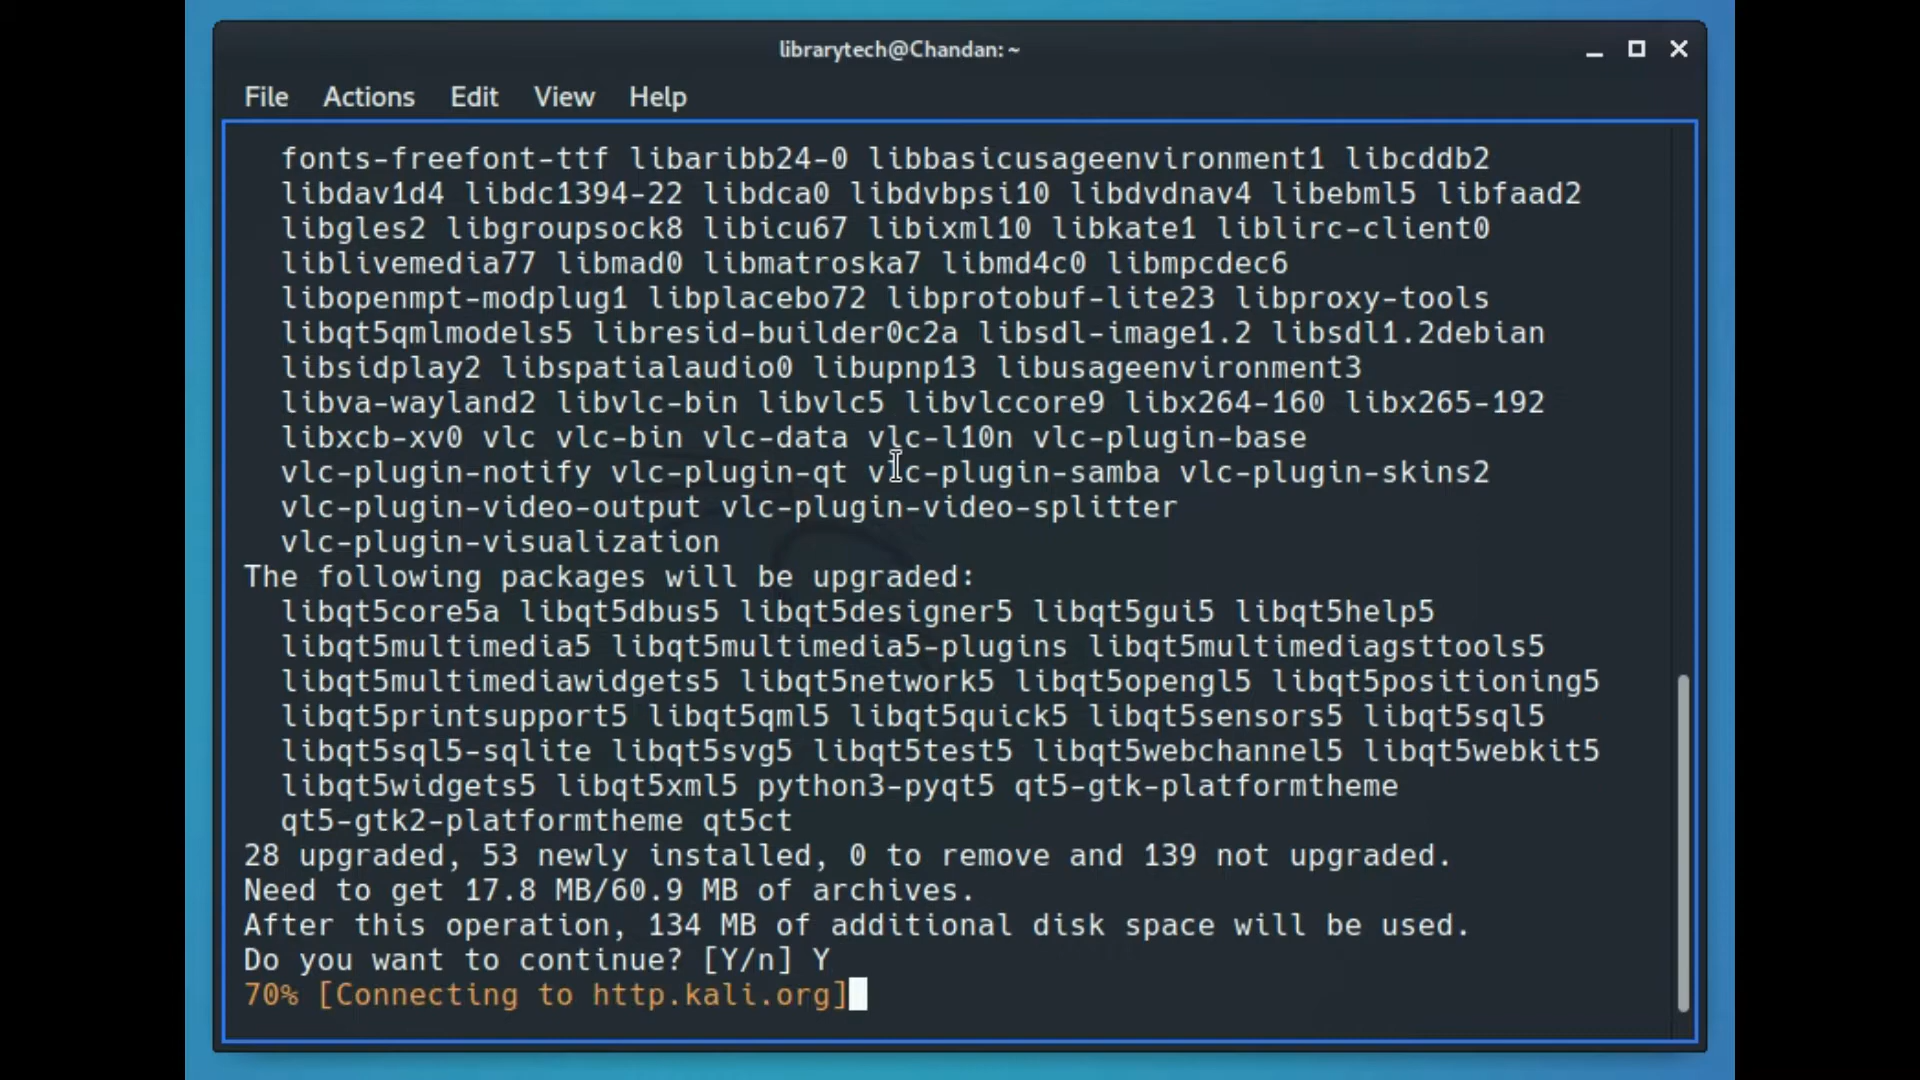 librarytech@Chandan: ~
File Actions Edit View Help
fonts-freefont-ttf libaribb24-0 libbasicusageenvironment1 libcddb2
libdav1d4 libdc1394-22 libdca0 libdvbpsi10 libdvdnav4 libebml5 libfaad2
libgles2 libgroupsock8 libicu67 libixml10 libkate1 liblirc-client0
liblivemedia77 libmad0 libmatroska7 libmd4c0 libmpcdec6
libopenmpt-modplug1 libplacebo72 libprotobuf-lite23 libproxy-tools
libqt5qmlmodels5 libresid-builder0c2a libsdl-image1.2 libsdl1.2debian
libsidplay2 libspatialaudio0 libupnp13 libusageenvironment3
libva-wayland2 libvlc-bin libvlc5 libvlccore9 libx264-160 libx265-192
libxcb-xv0 vlc vlc-bin vlc-data vlc-l10n vlc-plugin-base
vlc-plugin-notify vlc-plugin-qt vlc-plugin-samba vlc-plugin-skins2
vlc-plugin-video-output vlc-plugin-video-splitter
vlc-plugin-visualization
The following packages will be upgraded:
libqt5core5a libqt5dbus5 libqt5designer5 libqt5gui5 libqt5help5
libqt5multimedia5 libqt5multimedia5-plugins libqt5multimediagsttools5
libqt5multimediawidgets5 libqt5network5 libqt5opengl5 libqt5positioning5
libqt5printsupport5 libqt5qml5 libqt5quick5 libqt5sensors5 libqt5sql5
libqt5sql5-sqlite libqt5svg5 libqt5test5 libqt5webchannel5 libqt5webkit5
libqt5widgets5 libqt5xml5 python3-pyqt5 qt5-gtk-platformtheme
qt5-gtk2-platformtheme qt5ct
28 upgraded, 53 newly installed, 0 to remove and 139 not upgraded.
Need to get 17.8 MB/60.9 MB of archives.
After this operation, 134 MB of additional disk space will be used.
Do you want to continue? [Y/n] Y
70% [Connecting to http.kali.org]